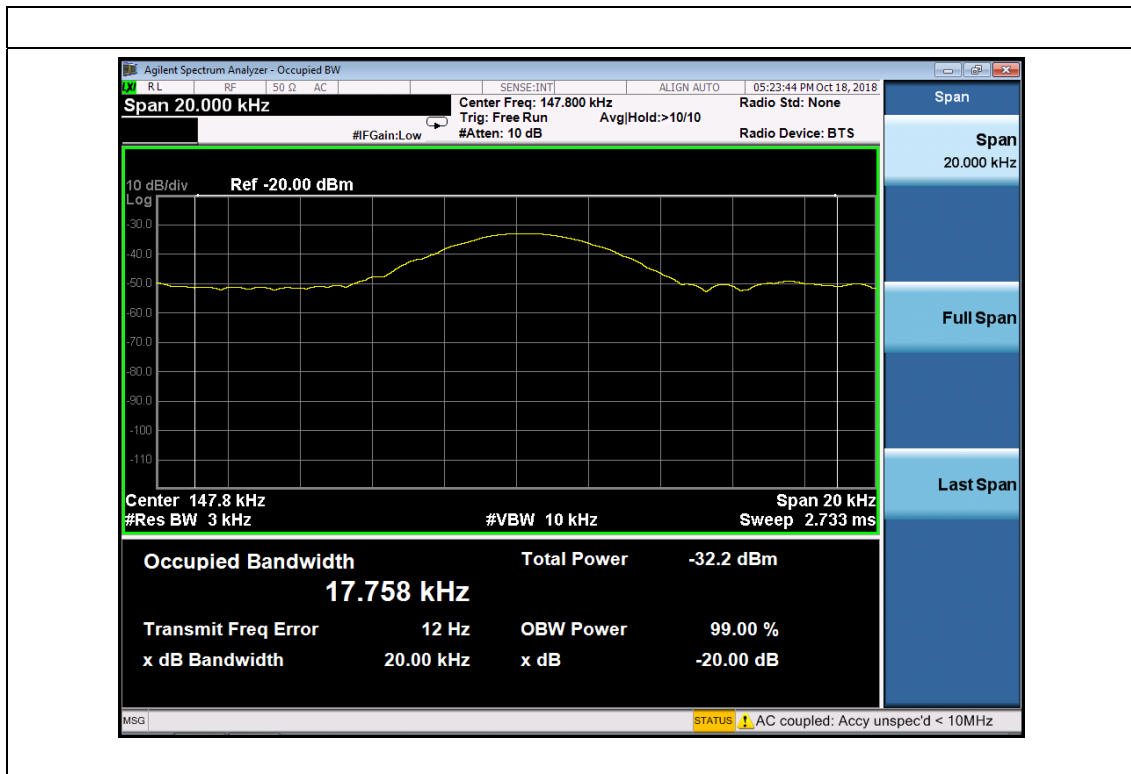 Agilent Spectrum Analyzer - Occupied BW
LXI RL RF 50 Ω AC SENSE:INT ALIGN AUTO 05:23:44 PM Oct 18, 2018
Span 20.000 kHz
Center Freq: 147.800 kHz
Radio Std: None
Trig: Free Run Avg|Hold:>10/10
#IFGain:Low #Atten: 10 dB Radio Device: BTS
10 dB/div Ref -20.00 dBm
Log
-30.0
-40.0
-50.0
-60.0
-70.0
-80.0
-90.0
-100
-110
Center 147.8 kHz Span 20 kHz
#Res BW 3 kHz #VBW 10 kHz Sweep 2.733 ms
Occupied Bandwidth Total Power -32.2 dBm
17.758 kHz
Transmit Freq Error 12 Hz OBW Power 99.00 %
x dB Bandwidth 20.00 kHz x dB -20.00 dB
Span
Span
20.000 kHz
Full Span
Last Span
MSG STATUS AC coupled: Accy unspec'd < 10MHz